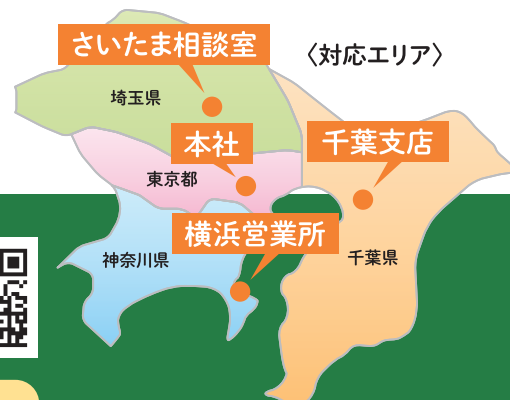 さいたま相談室
〈対応エリア〉
埼玉県
本社
千葉支店
東京都
横浜営業所
神奈川県
千葉県